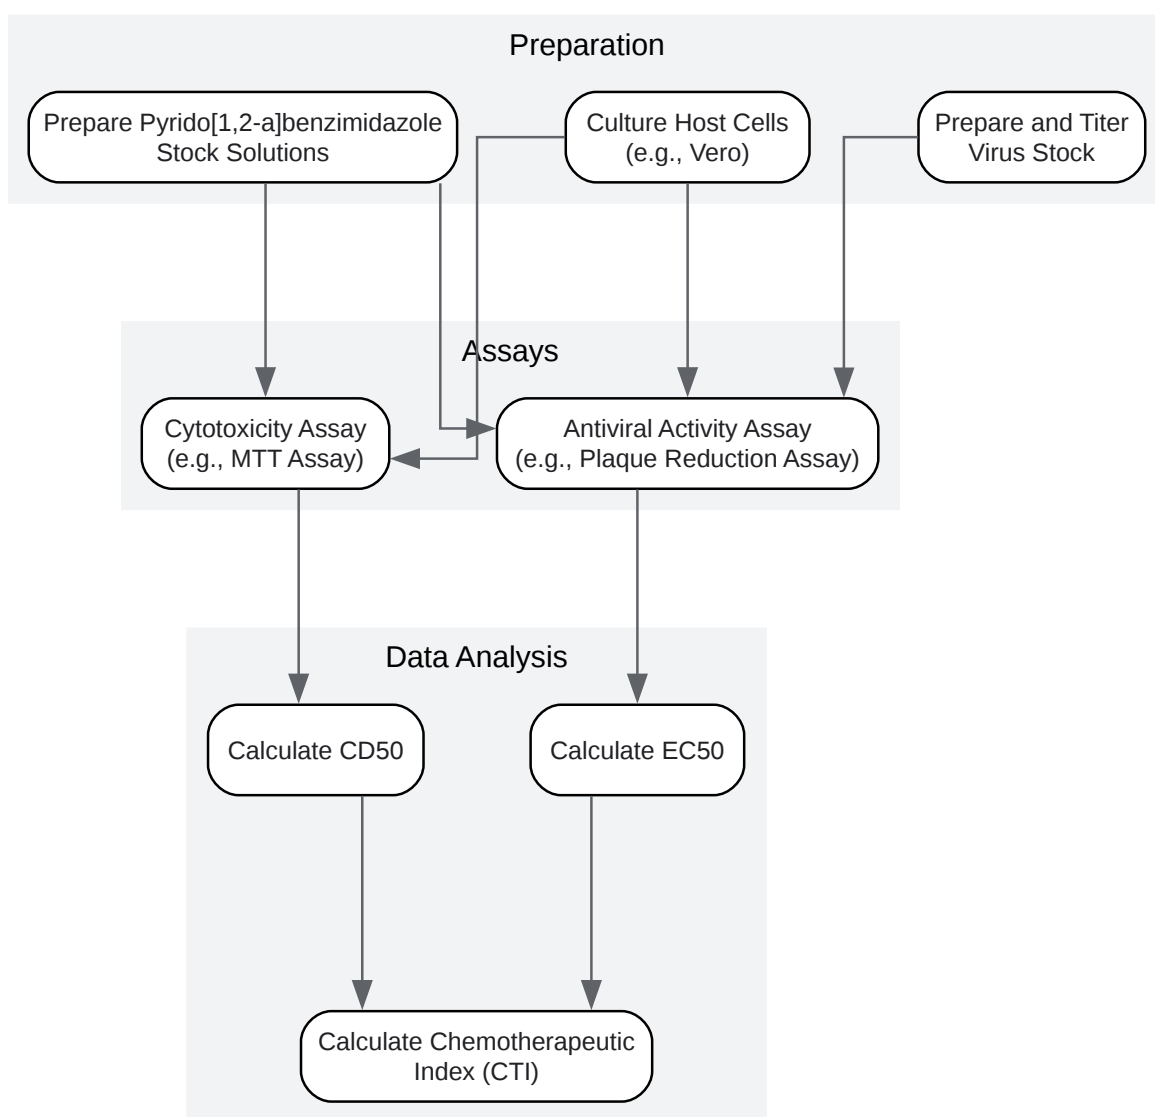 Preparation
Prepare Pyrido[1,2-a]benzimidazole
Stock Solutions
Culture Host Cells
(e.g., Vero)
Prepare and Titer
Virus Stock
Assays
Cytotoxicity Assay
(e.g., MTT Assay)
Antiviral Activity Assay
(e.g., Plaque Reduction Assay)
Data Analysis
Calculate CD50
Calculate EC50
Calculate Chemotherapeutic
Index (CTI)